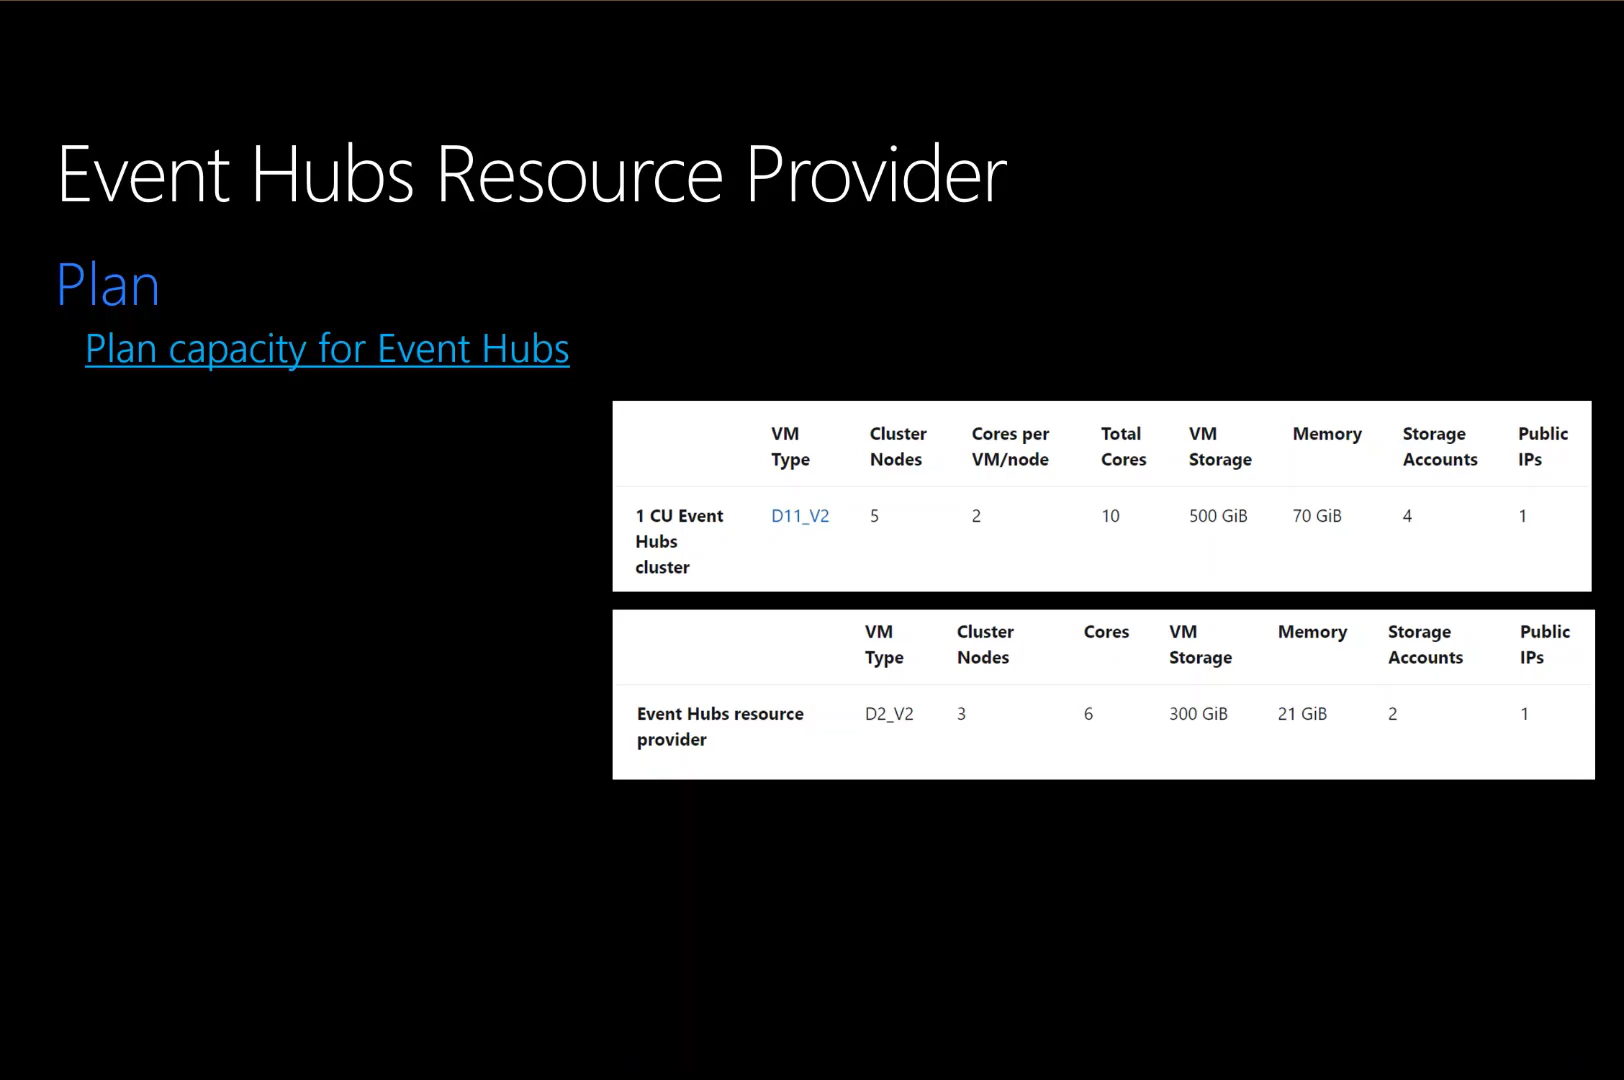 Event Hubs Resource Provider
Plan
Plan capacity for Event Hubs
VM Cluster Cores per Total VM Memory Storage Public
Type Nodes VM/node Cores Storage Accounts IPs
1 CU Event D11_V2 5 2 10 500 GiB 70 GiB 4 1
Hubs
cluster
VM Cluster Cores VM Memory Storage Public
Type Nodes Storage Accounts IPs
Event Hubs resource D2_V2 3 6 300 GiB 21 GiB 2 1
provider